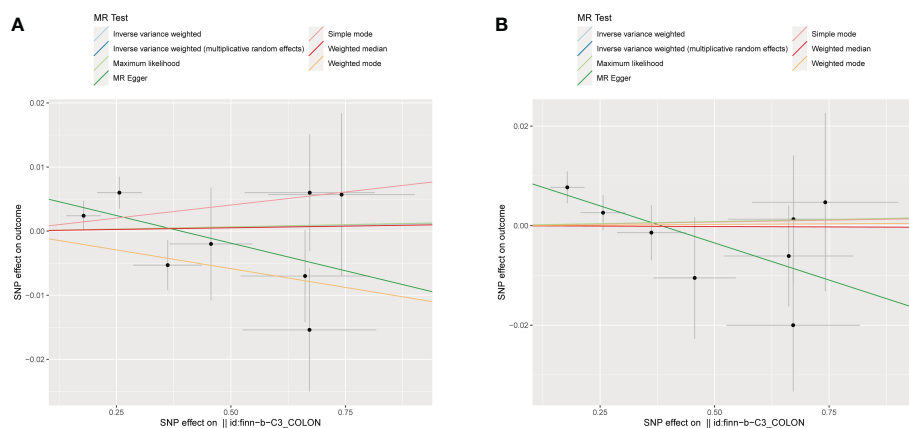 A
MR Test
Inverse variance weighted
Inverse variance weighted (multiplicative random effects)
Maximum likelihood
MR Egger
Simple mode
Weighted median
Weighted mode
0.02
0.01
0.00
−0.01
−0.02
SNP effect on outcome
0.25
0.50
0.75
SNP effect on || id:finn−b−C3_COLON
B
MR Test
Inverse variance weighted
Inverse variance weighted (multiplicative random effects)
Maximum likelihood
MR Egger
Simple mode
Weighted median
Weighted mode
0.02
0.00
−0.02
SNP effect on outcome
0.25
0.50
0.75
SNP effect on || id:finn−b−C3_COLON